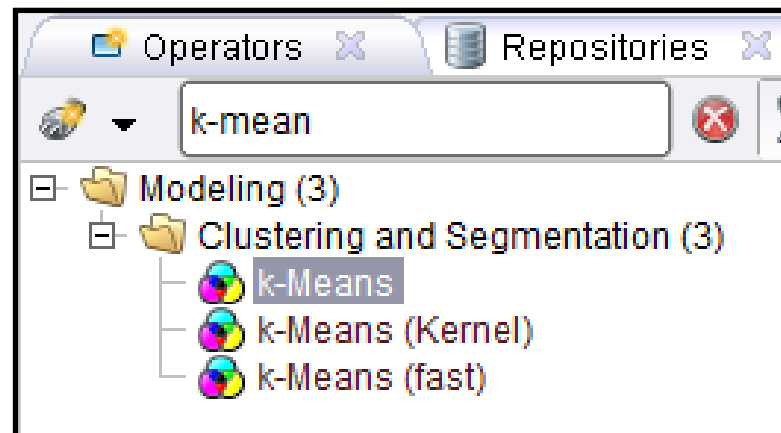 Operators Repositories
k-mean
Modeling (3)
Clustering and Segmentation (3)
k-Means
k-Means (Kernel)
k-Means (fast)